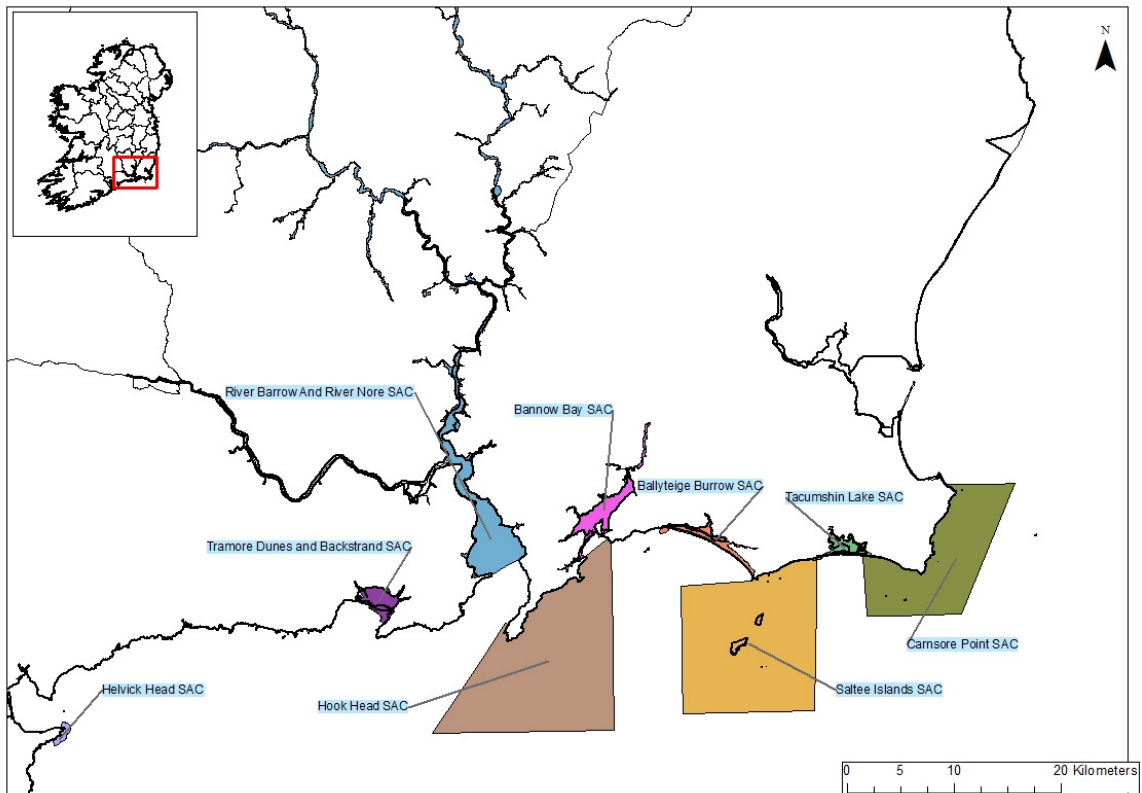 N
River Barrow And River Nore SAC
Bannow Bay SAC
Ballyteige Burrow SAC
Tacumshin Lake SAC
Tramore Dunes and Backstrand SAC
Carnsore Point SAC
Helvick Head SAC
Saltee Islands SAC
Hook Head SAC
0 5 10 20 Kilometers